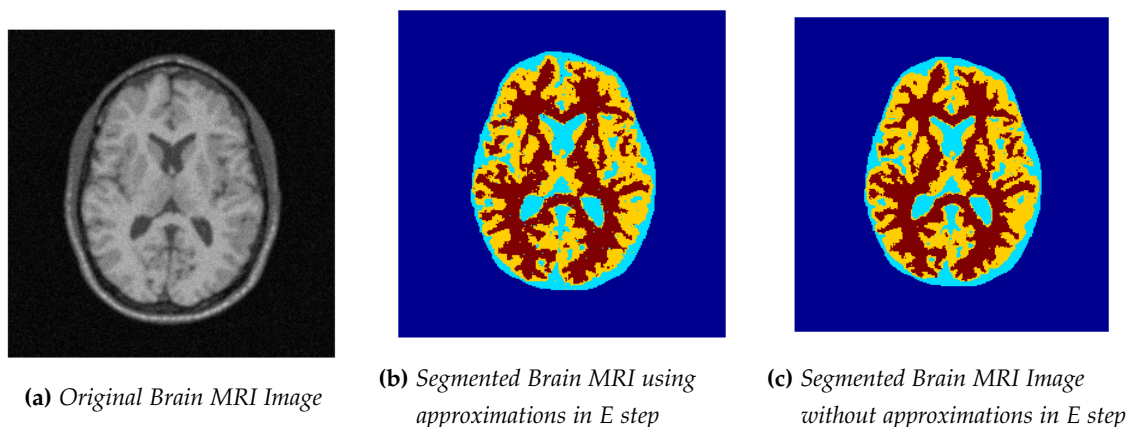 (a) Original Brain MRI Image
(b) Segmented Brain MRI using
approximations in E step
(c) Segmented Brain MRI Image
without approximations in E step